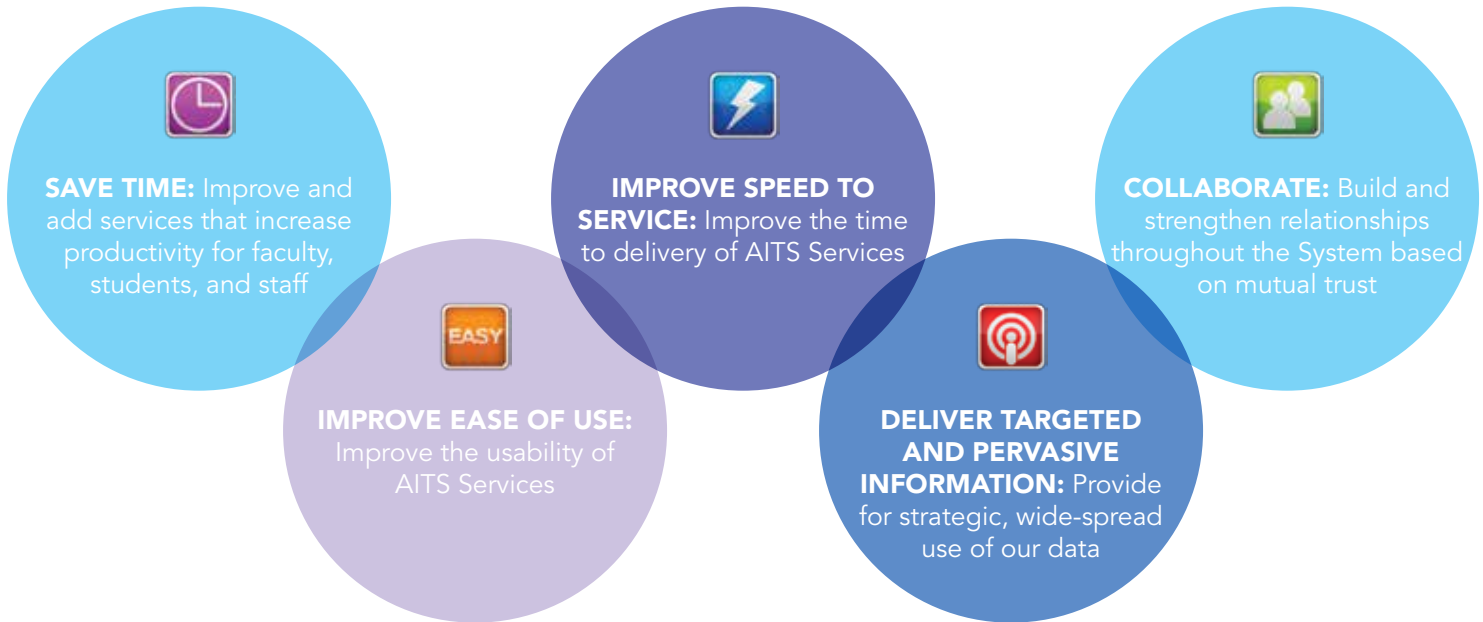 SAVE TIME: Improve and
add services that increase
productivity for faculty,
students, and staff
EASY
IMPROVE EASE OF USE:
Improve the usability of
AITS Services
IMPROVE SPEED TO
SERVICE: Improve the time
to delivery of AITS Services
DELIVER TARGETED
AND PERVASIVE
INFORMATION: Provide
for strategic, wide-spread
use of our data
COLLABORATE: Build and
strengthen relationships
throughout the System based
on mutual trust